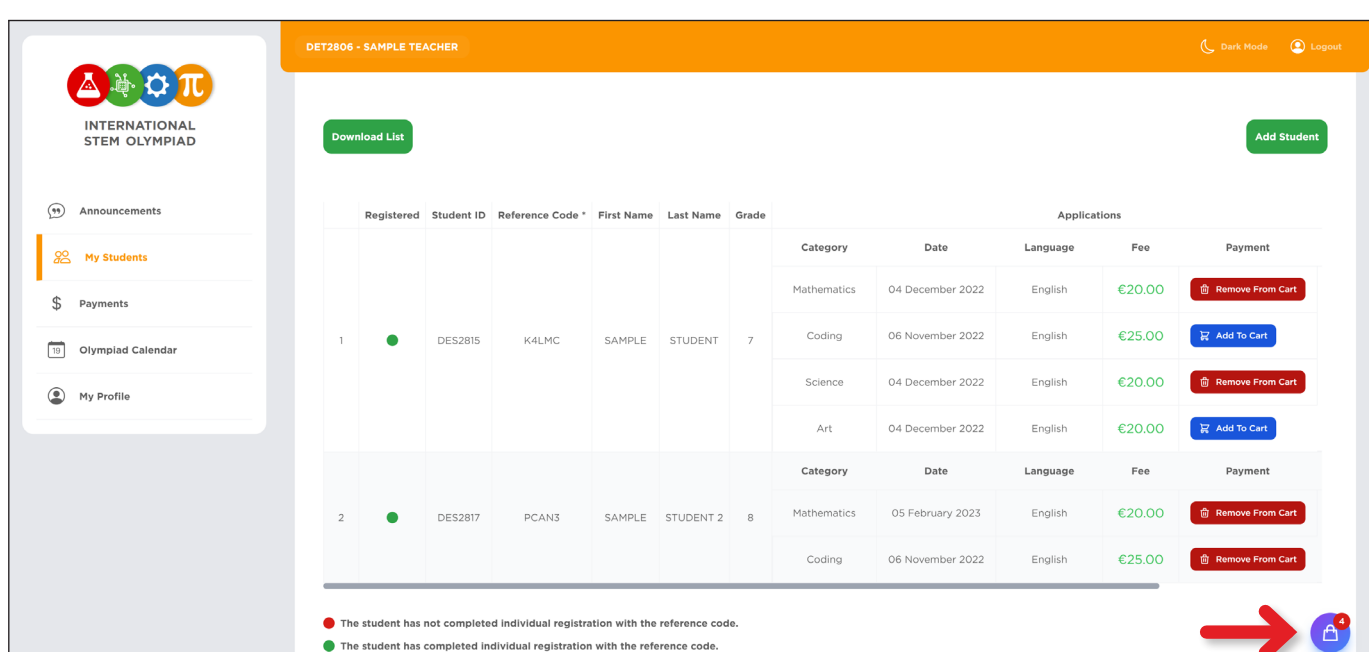 DET2806 - SAMPLE TEACHER
Dark Mode
Logout
π
INTERNATIONAL
STEM OLYMPIAD
Announcements
My Students
$ Payments
19 Olympiad Calendar
My Profile
Download List
Add Student
Registered Student ID Reference Code * First Name Last Name Grade Applications
Category Date Language Fee Payment
Mathematics 04 December 2022 English €20.00 Remove From Cart
1 DES2815 K4LMC SAMPLE STUDENT 7
Coding 06 November 2022 English €25.00 Add To Cart
Science 04 December 2022 English €20.00 Remove From Cart
Art 04 December 2022 English €20.00 Add To Cart
Category Date Language Fee Payment
2 DES2817 PCAN3 SAMPLE STUDENT 2 8
Mathematics 05 February 2023 English €20.00 Remove From Cart
Coding 06 November 2022 English €25.00 Remove From Cart
The student has not completed individual registration with the reference code.
The student has completed individual registration with the reference code.
4